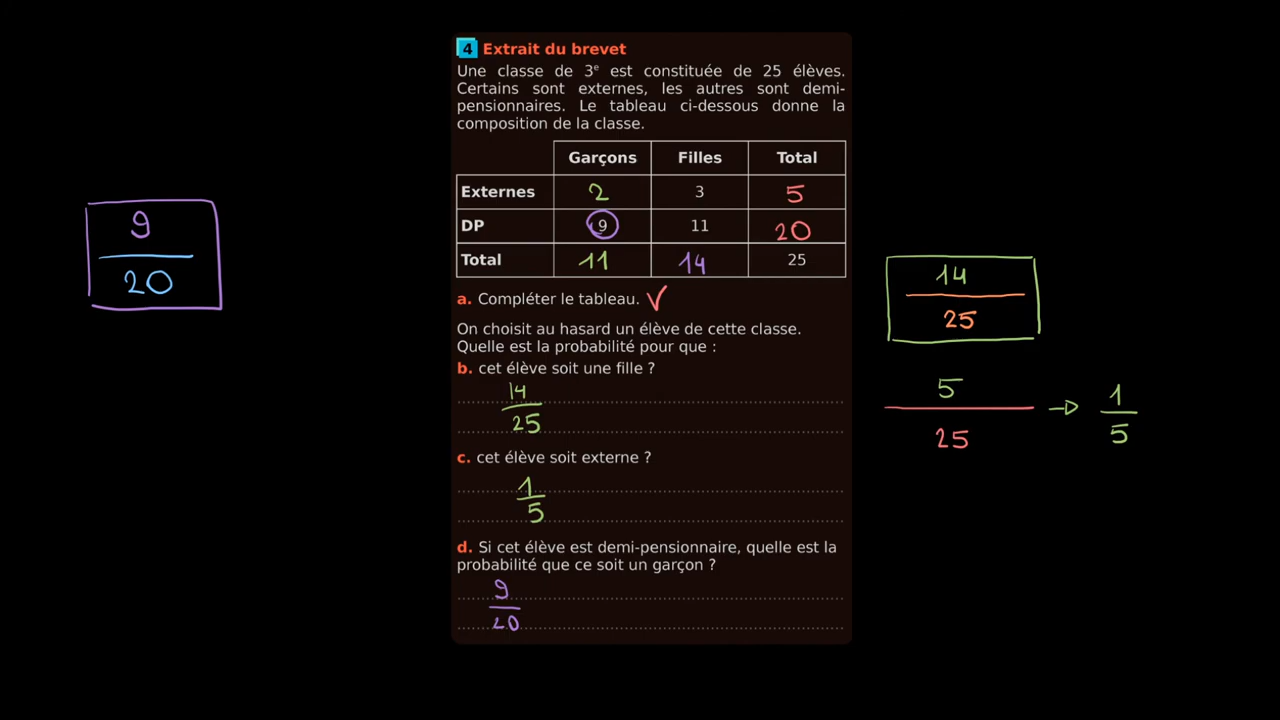 4 Extrait du brevet
Une classe de 3e est constituée de 25 élèves.
Certains sont externes, les autres sont demi-
pensionnaires. Le tableau ci-dessous donne la
composition de la classe.
Garçons Filles Total
Externes 2 3 5
DP 9 11 20
Total 11 14 25
a. Compléter le tableau. ✓
On choisit au hasard un élève de cette classe.
Quelle est la probabilité pour que :
b. cet élève soit une fille ?
14
25
c. cet élève soit externe ?
1
5
d. Si cet élève est demi-pensionnaire, quelle est la
probabilité que ce soit un garçon ?
9
20
9
20
14
25
5
25
→
1
5